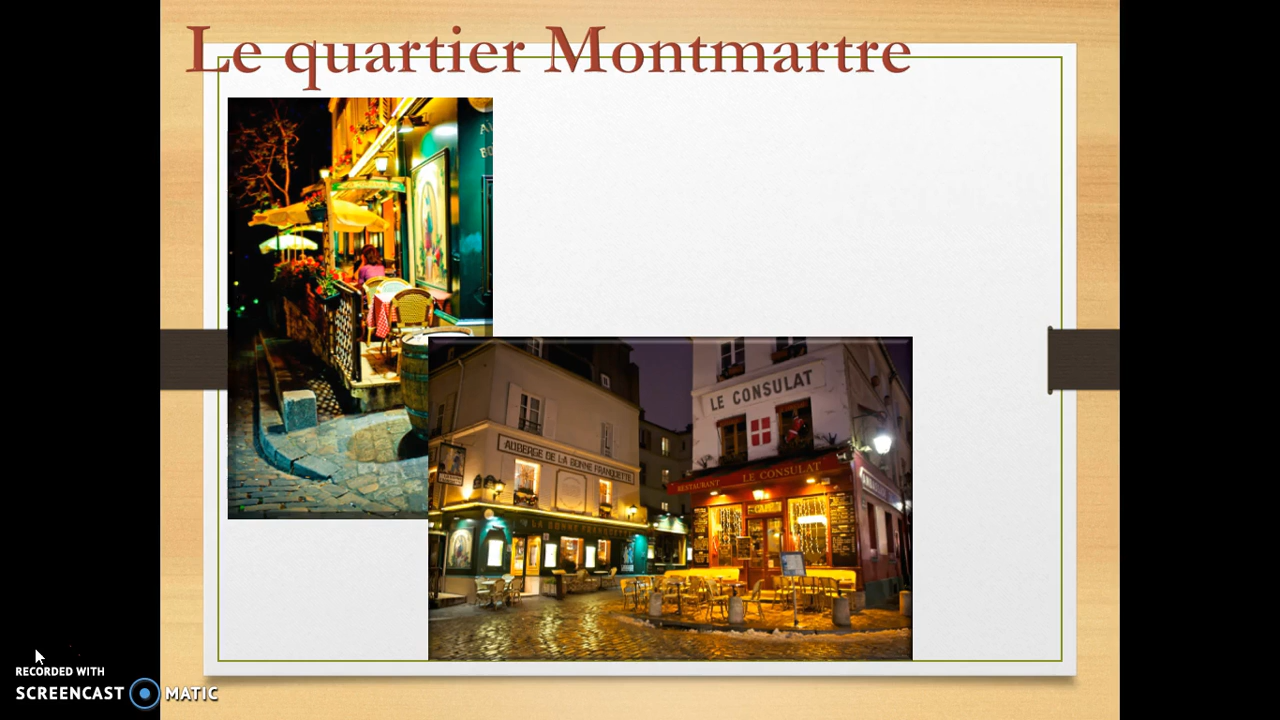 Le quartier Montmartre
LE CONSULAT
AUBERGE DE LA BONNE FRANQUETTE
RESTAURANT LE CONSULAT
CAFÉ
LA BONNE FRANQUETTE
RECORDED WITH
SCREENCAST MATIC